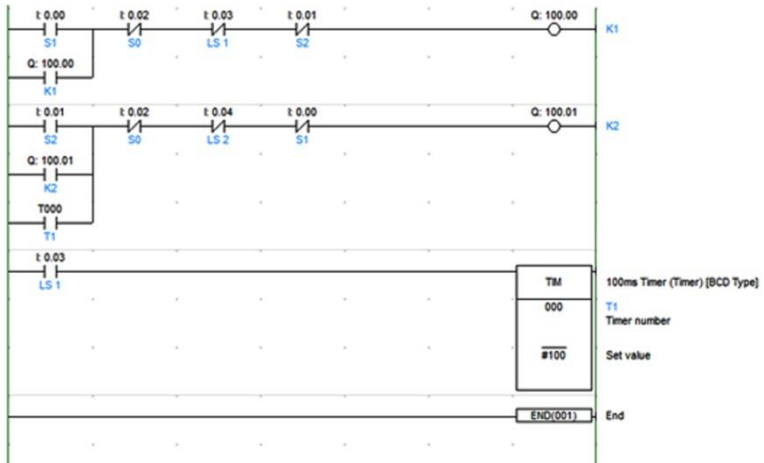 I: 0.00 I: 0.02 I: 0.03 I: 0.01 Q: 100.00
S1 S0 LS 1 S2 K1
Q: 100.00
K1
I: 0.01 I: 0.02 I: 0.04 I: 0.00 Q: 100.01
S2 S0 LS 2 S1 K2
Q: 100.01
K2
T000
T1
I: 0.03
LS 1
TIM 100ms Timer (Timer) [BCD Type]
000 T1
Timer number
#100 Set value
END(001) End